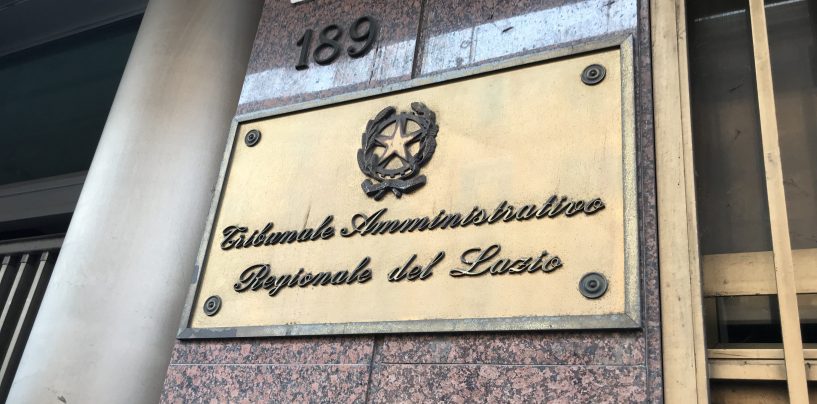 189
Tribunale Amministrativo
Regionale del Lazio